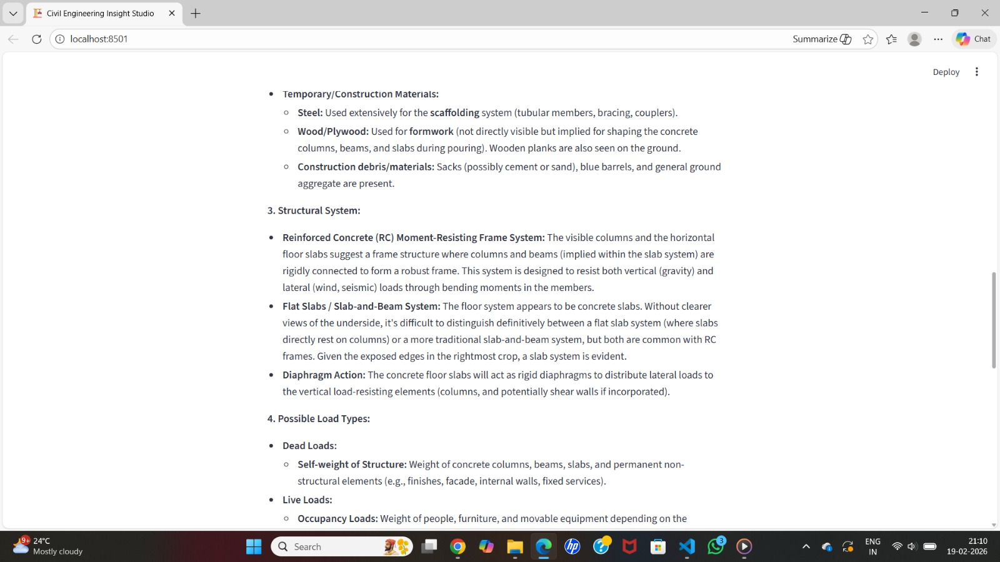 Civil Engineering Insight Studio
localhost:8501
Summarize
Chat
Deploy
Temporary/Construction Materials:
Steel: Used extensively for the scaffolding system (tubular members, bracing, couplers).
Wood/Plywood: Used for formwork (not directly visible but implied for shaping the concrete
columns, beams, and slabs during pouring). Wooden planks are also seen on the ground.
Construction debris/materials: Sacks (possibly cement or sand), blue barrels, and general ground
aggregate are present.
3. Structural System:
Reinforced Concrete (RC) Moment-Resisting Frame System: The visible columns and the horizontal
floor slabs suggest a frame structure where columns and beams (implied within the slab system) are
rigidly connected to form a robust frame. This system is designed to resist both vertical (gravity) and
lateral (wind, seismic) loads through bending moments in the members.
Flat Slabs / Slab-and-Beam System: The floor system appears to be concrete slabs. Without clearer
views of the underside, it's difficult to distinguish definitively between a flat slab system (where slabs
directly rest on columns) or a more traditional slab-and-beam system, but both are common with RC
frames. Given the exposed edges in the rightmost crop, a slab system is evident.
Diaphragm Action: The concrete floor slabs will act as rigid diaphragms to distribute lateral loads to
the vertical load-resisting elements (columns, and potentially shear walls if incorporated).
4. Possible Load Types:
Dead Loads:
Self-weight of Structure: Weight of concrete columns, beams, slabs, and permanent non-
structural elements (e.g., finishes, facade, internal walls, fixed services).
Live Loads:
Occupancy Loads: Weight of people, furniture, and movable equipment depending on the
9+
24°C
Mostly cloudy
Search
hp
3
ENG
IN
21:10
19-02-2026